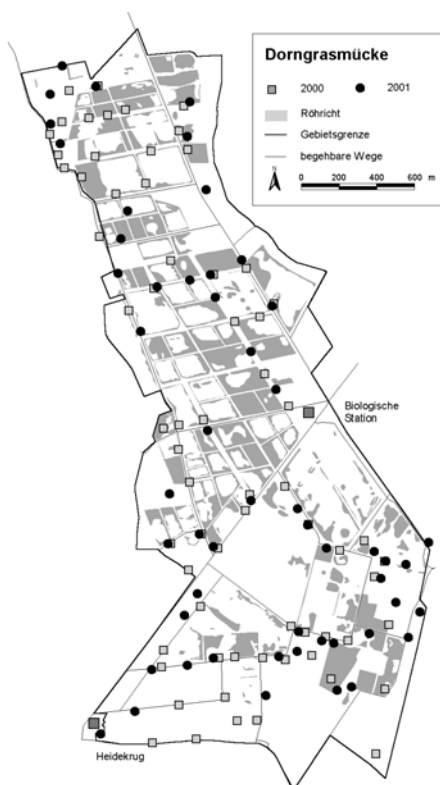 Dorngrasmücke
2000 2001
Röhricht
Gebietsgrenze
begehbare Wege
N
0 200 400 600 m
Biologische
Station
Heidekrug